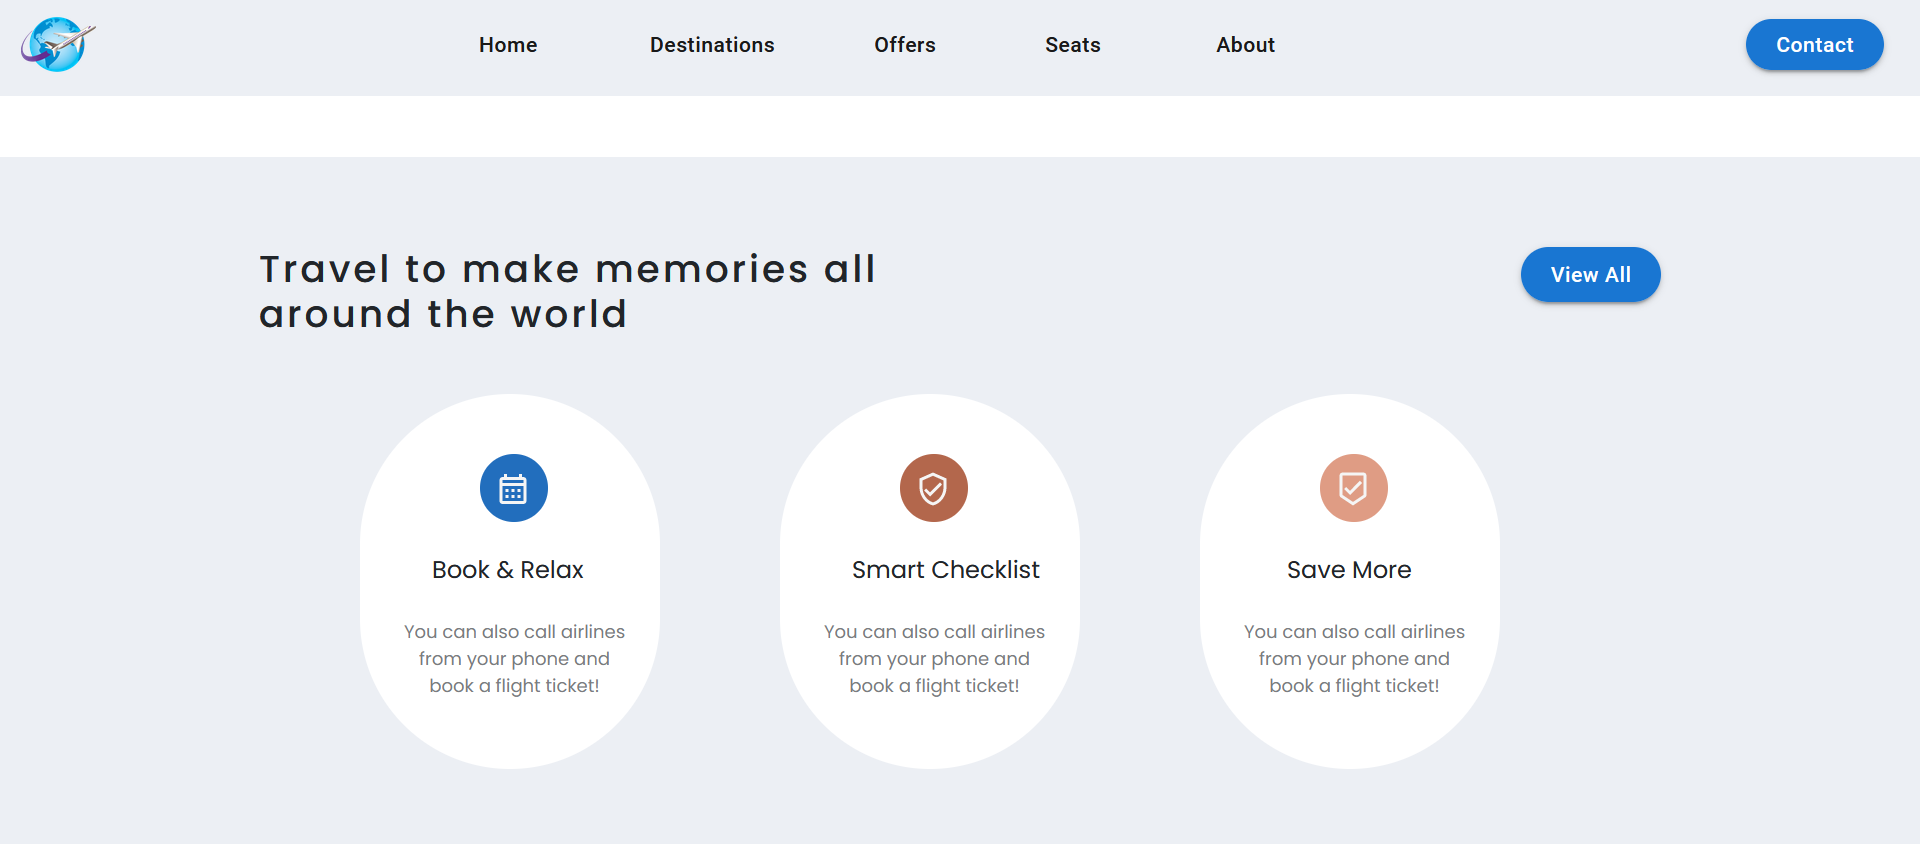 Home
Destinations
Offers
Seats
About
Contact
Travel to make memories all
around the world
View All
Book & Relax
You can also call airlines
from your phone and
book a flight ticket!
Smart Checklist
You can also call airlines
from your phone and
book a flight ticket!
Save More
You can also call airlines
from your phone and
book a flight ticket!